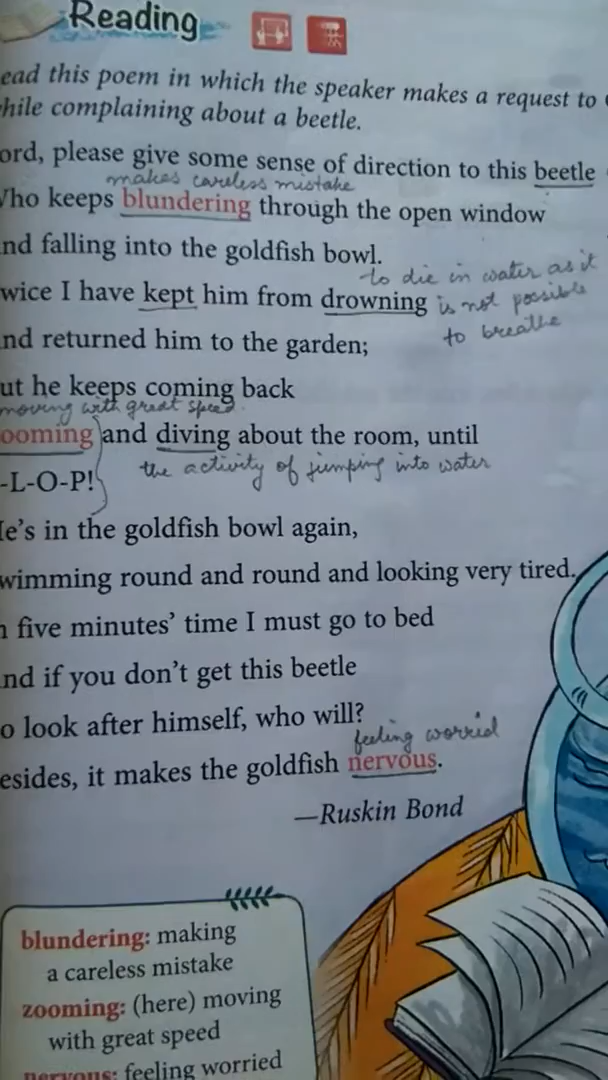 Reading
ead this poem in which the speaker makes a request to
hile complaining about a beetle.
ord, please give some sense of direction to this beetle
makes careless mistake
Who keeps blundering through the open window
nd falling into the goldfish bowl.
to die in water as it
wice I have kept him from drowning is not possible
to breathe
nd returned him to the garden;
ut he keeps coming back
moving with great speed
ooming and diving about the room, until
-L-O-P!
the activity of jumping into water
He's in the goldfish bowl again,
wimming round and round and looking very tired.
n five minutes' time I must go to bed
nd if you don't get this beetle
o look after himself, who will?
feeling worried
esides, it makes the goldfish nervous.
—Ruskin Bond
blundering: making
a careless mistake
zooming: (here) moving
with great speed
nervous: feeling worried